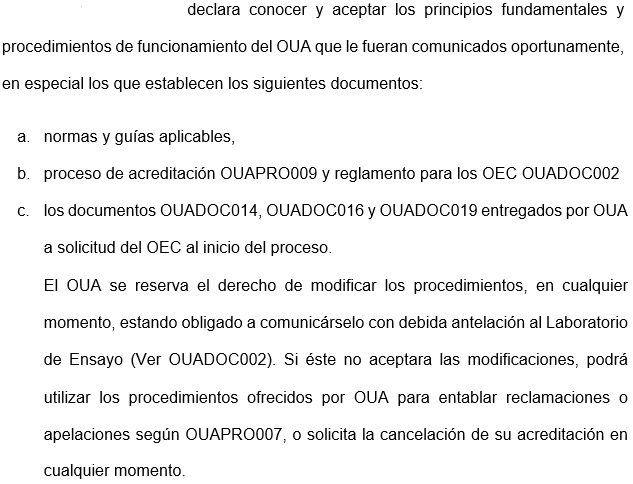 declara conocer y aceptar los principios fundamentales y
procedimientos de funcionamiento del OUA que le fueran comunicados oportunamente,
en especial los que establecen los siguientes documentos:
a. normas y guías aplicables,
b. proceso de acreditación OUAPRO009 y reglamento para los OEC OUADOC002
c. los documentos OUADOC014, OUADOC016 y OUADOC019 entregados por OUA
a solicitud del OEC al inicio del proceso.
El OUA se reserva el derecho de modificar los procedimientos, en cualquier
momento, estando obligado a comunicárselo con debida antelación al Laboratorio
de Ensayo (Ver OUADOC002). Si éste no aceptara las modificaciones, podrá
utilizar los procedimientos ofrecidos por OUA para entablar reclamaciones o
apelaciones según OUAPRO007, o solicita la cancelación de su acreditación en
cualquier momento.